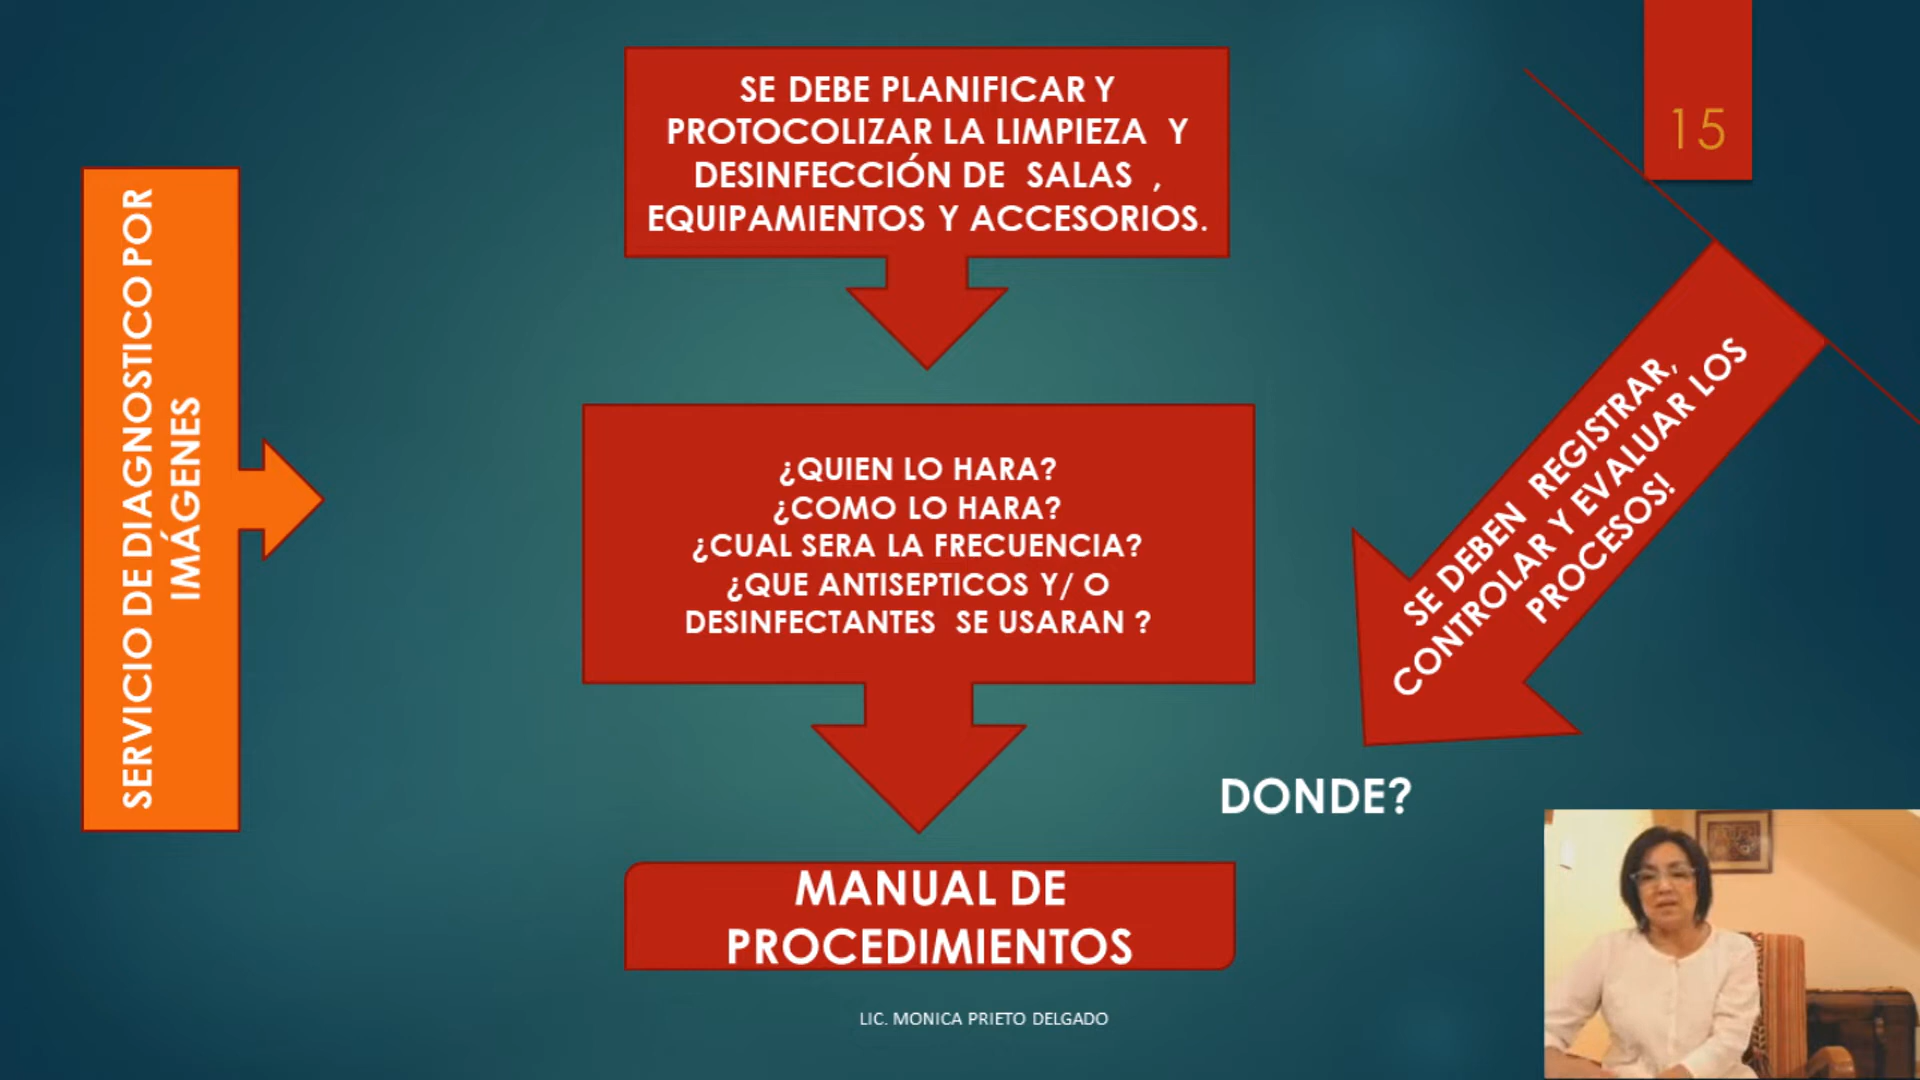 15
SE DEBE PLANIFICAR Y
PROTOCOLIZAR LA LIMPIEZA Y
DESINFECCIÓN DE SALAS ,
EQUIPAMIENTOS Y ACCESORIOS.
SERVICIO DE DIAGNOSTICO POR
IMÁGENES
¿QUIEN LO HARA?
¿COMO LO HARA?
¿CUAL SERA LA FRECUENCIA?
¿QUE ANTISEPTICOS Y/ O
DESINFECTANTES SE USARAN ?
SE DEBEN REGISTRAR,
CONTROLAR Y EVALUAR LOS
PROCESOS!
DONDE?
MANUAL DE
PROCEDIMIENTOS
LIC. MONICA PRIETO DELGADO